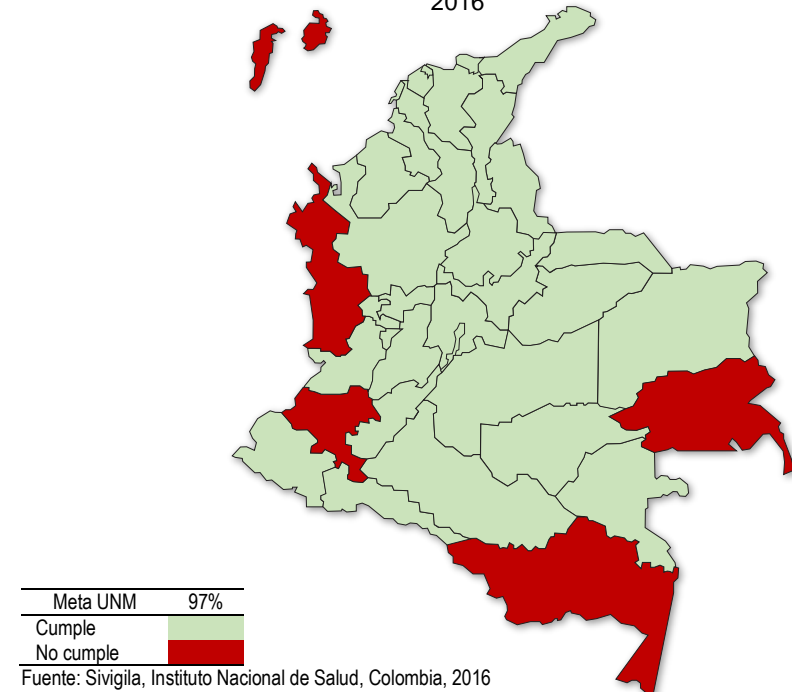 2016
Meta UNM 97%
Cumple
No cumple
Fuente: Sivigila, Instituto Nacional de Salud, Colombia, 2016